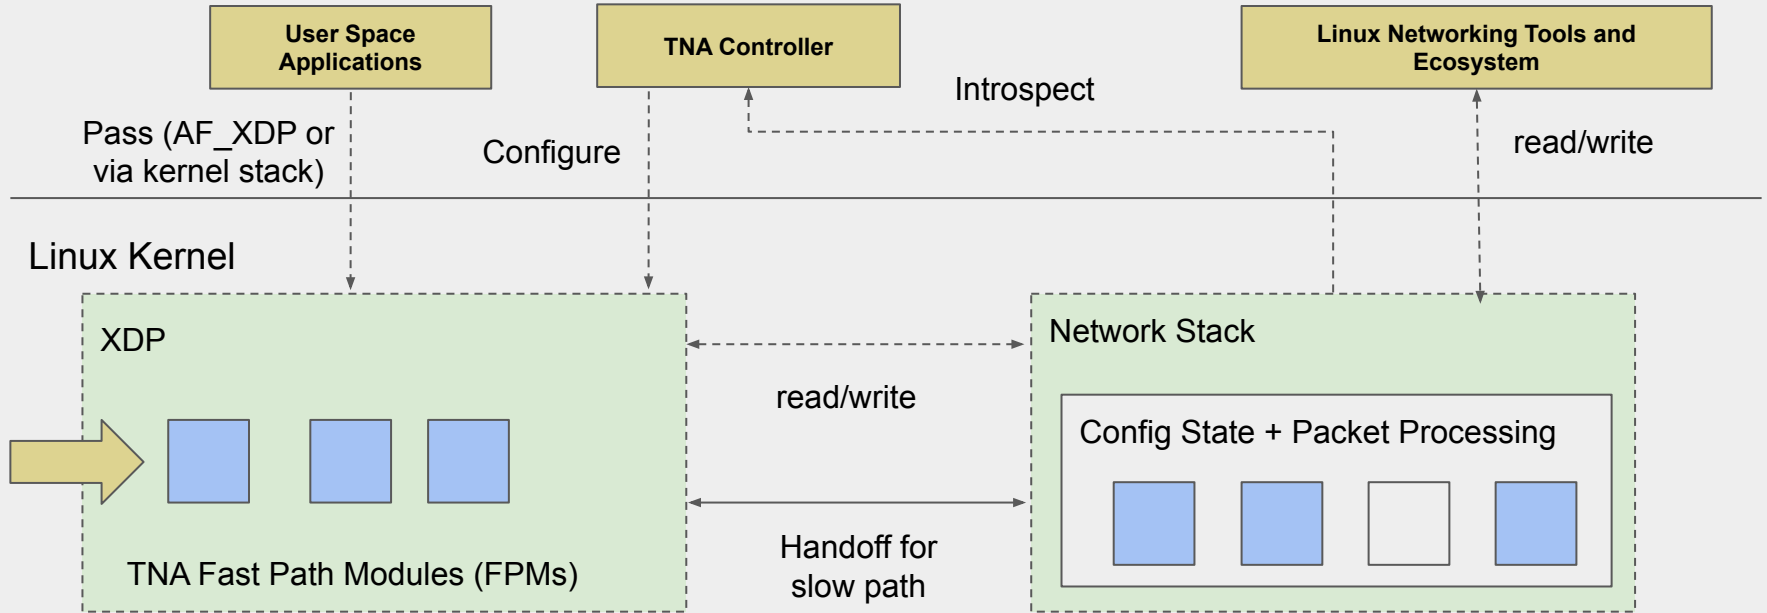 User Space
Applications
TNA Controller
Linux Networking Tools and
Ecosystem
Introspect
Pass (AF_XDP or
via kernel stack)
Configure
read/write
Linux Kernel
XDP
Network Stack
read/write
Config State + Packet Processing
Handoff for
slow path
TNA Fast Path Modules (FPMs)